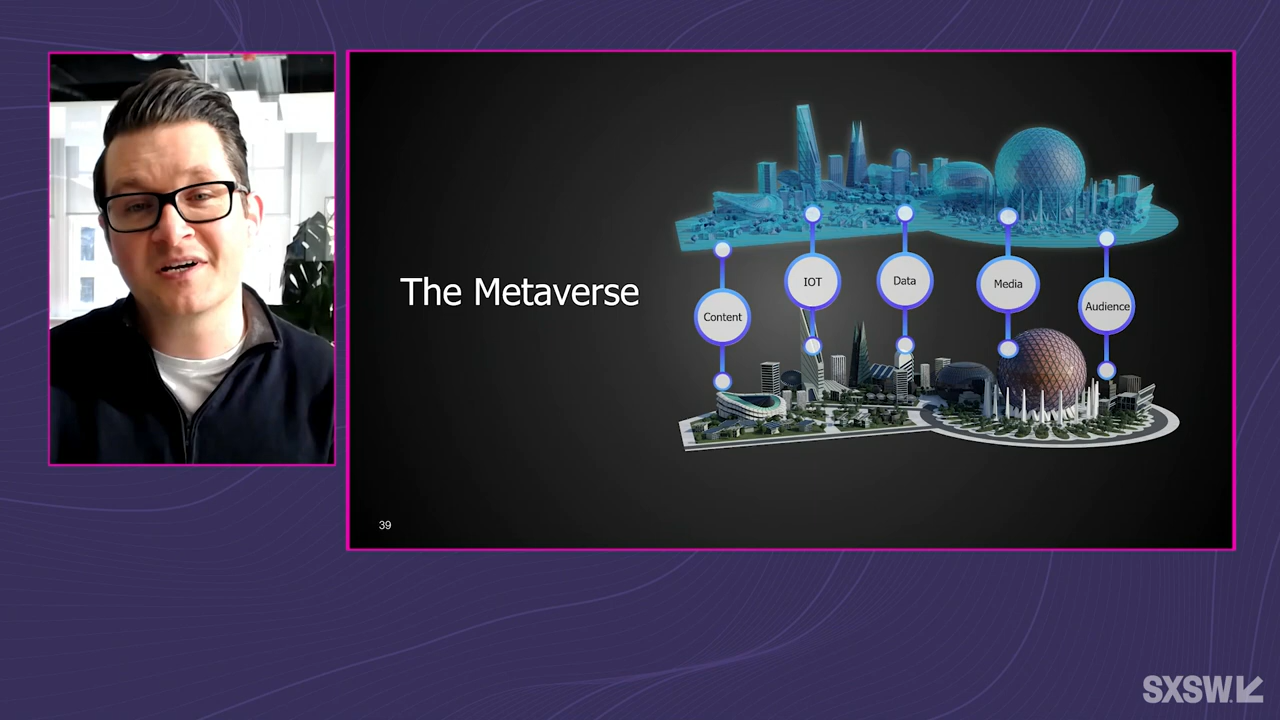 The Metaverse
Content
IOT
Data
Media
Audience
39
SXSW.